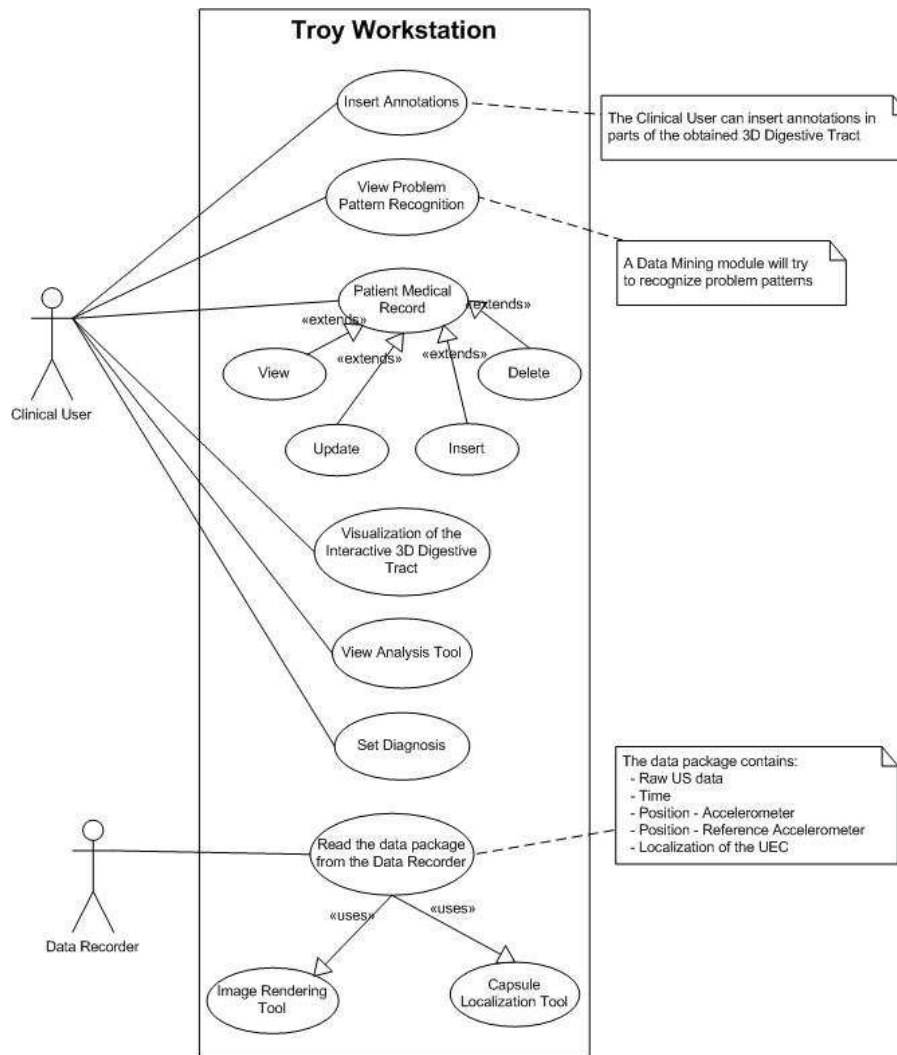 Troy Workstation
Insert Annotations
The Clinical User can insert annotations in
parts of the obtained 3D Digestive Tract
View Problem
Pattern Recognition
A Data Mining module will try
to recognize problem patterns
Patient Medical
Record
«extends»
«extends»
«extends»
«extends»
View
Delete
Update
Insert
Clinical User
Visualization of the
Interactive 3D Digestive
Tract
View Analysis Tool
Set Diagnosis
The data package contains:
- Raw US data
- Time
- Position - Accelerometer
- Position - Reference Accelerometer
- Localization of the UEC
Read the data package
from the Data Recorder
Data Recorder
«uses»
«uses»
Image Rendering
Tool
Capsule
Localization Tool